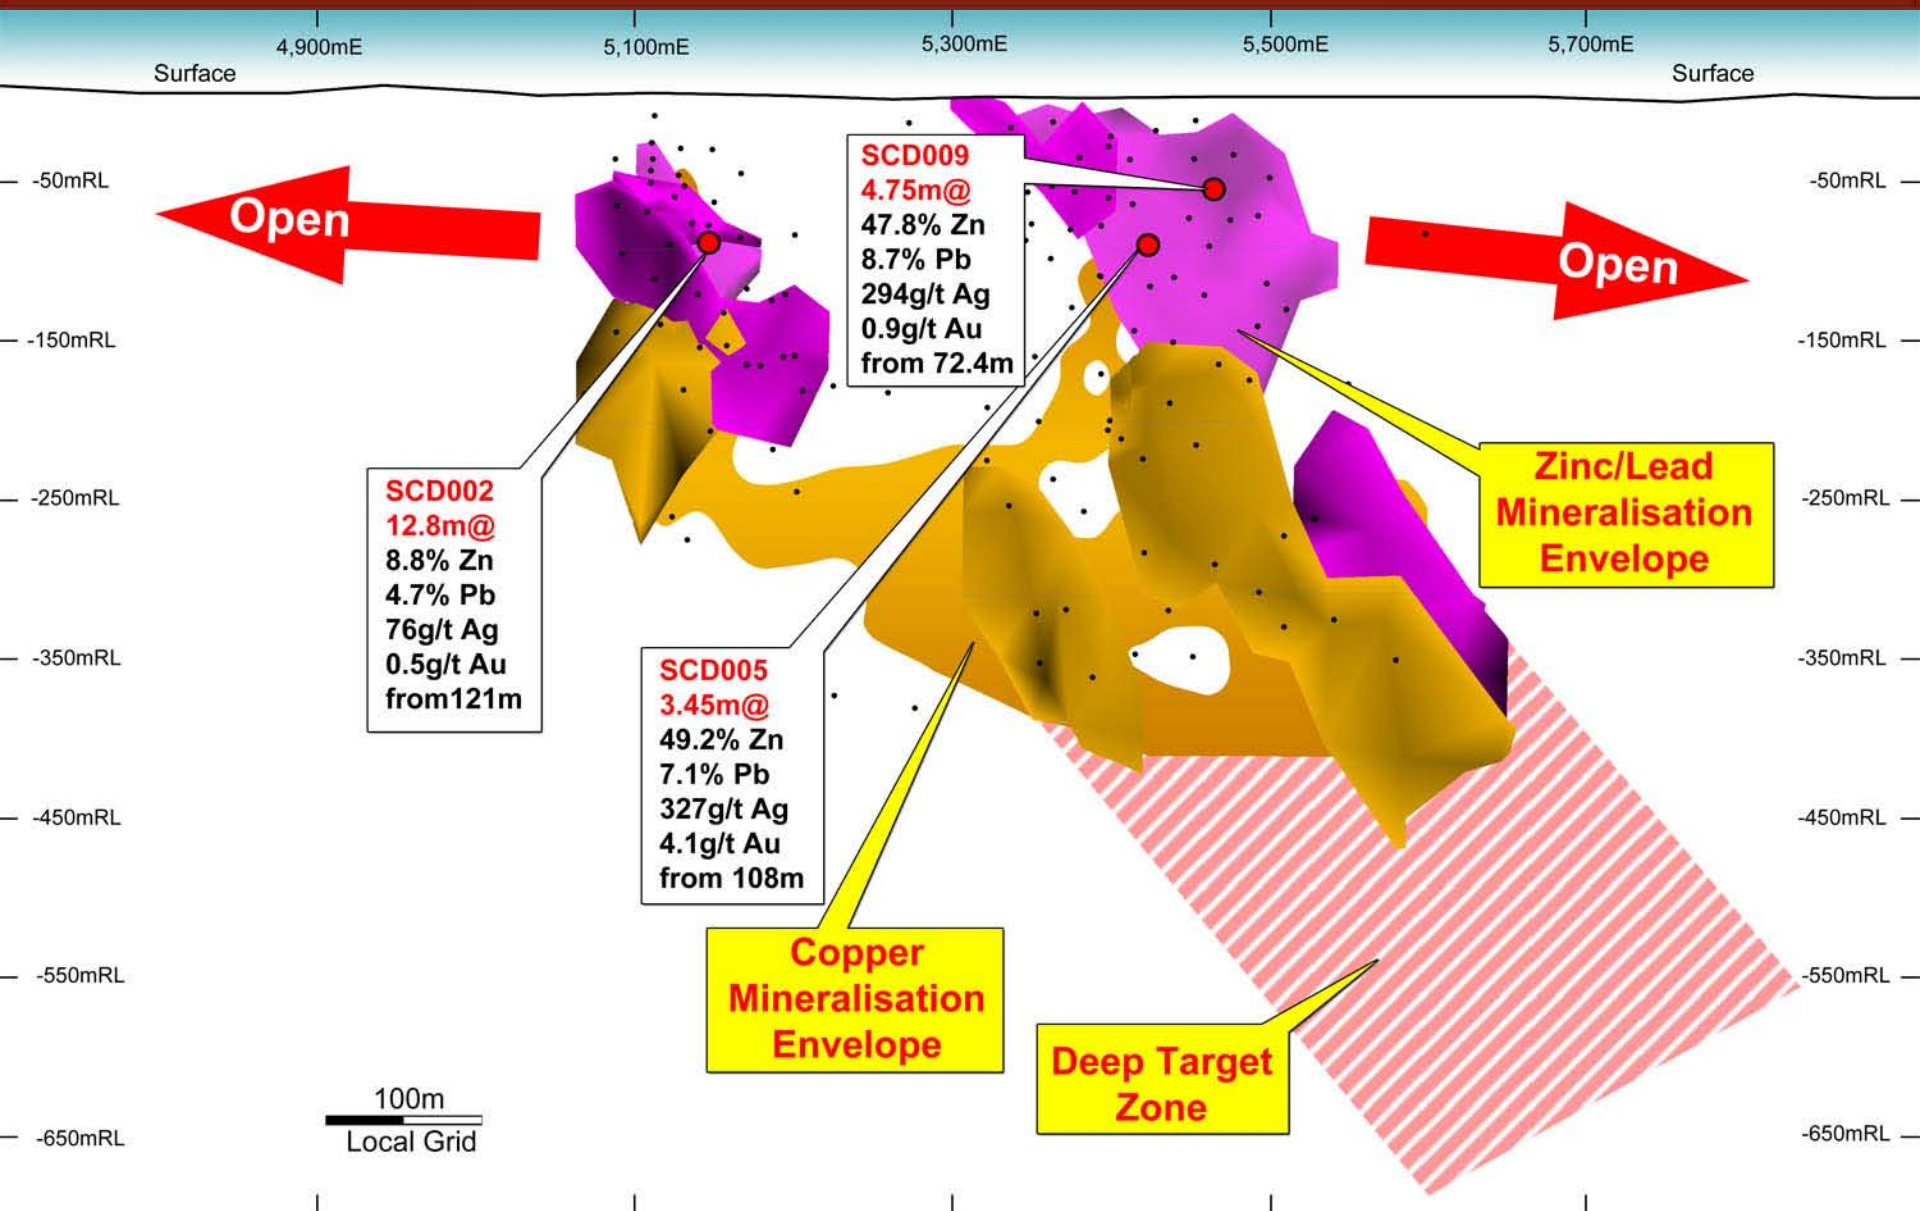 4,900mE
5,100mE
5,300mE
5,500mE
5,700mE
Surface
Surface
-50mRL
-50mRL
Open
Open
SCD009
4.75m@
47.8% Zn
8.7% Pb
294g/t Ag
0.9g/t Au
from 72.4m
-150mRL
-150mRL
Zinc/Lead
Mineralisation
Envelope
-250mRL
-250mRL
SCD002
12.8m@
8.8% Zn
4.7% Pb
76g/t Ag
0.5g/t Au
from121m
-350mRL
-350mRL
SCD005
3.45m@
49.2% Zn
7.1% Pb
327g/t Ag
4.1g/t Au
from 108m
-450mRL
-450mRL
Copper
Mineralisation
Envelope
-550mRL
-550mRL
Deep Target
Zone
100m
Local Grid
-650mRL
-650mRL